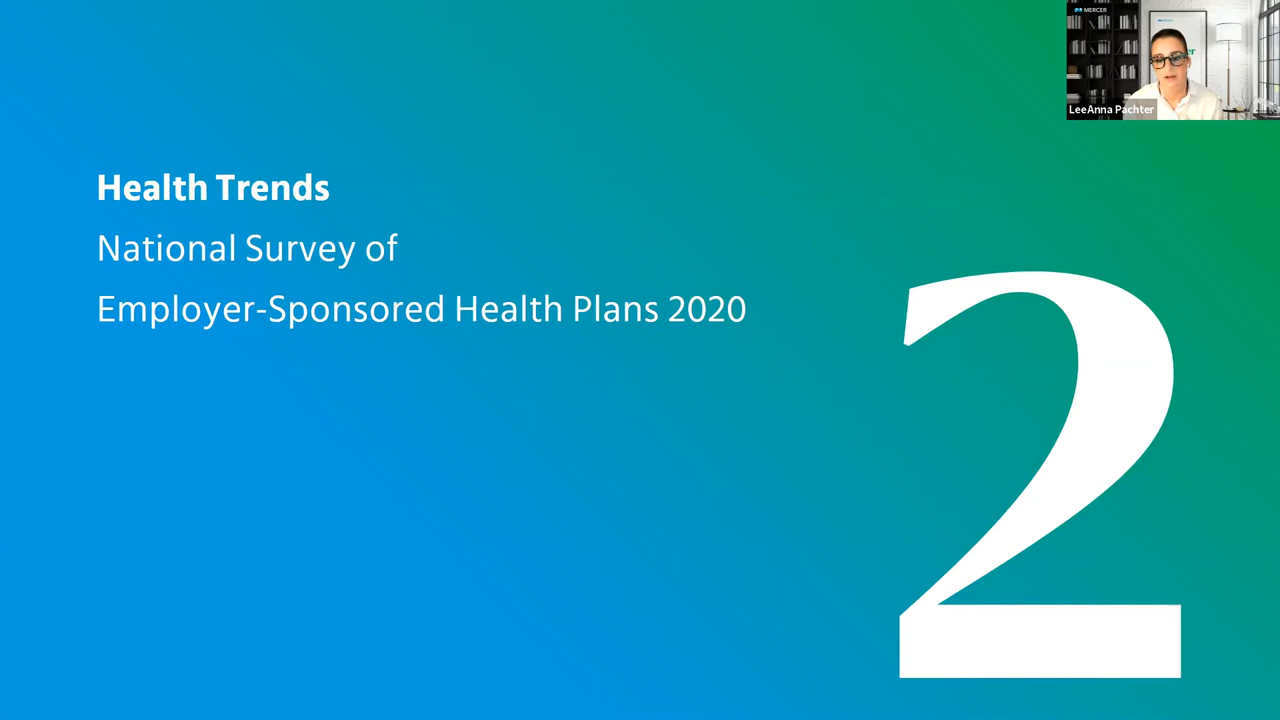 MERCER
LeeAnna Pachter
Health Trends
National Survey of
Employer-Sponsored Health Plans 2020
2